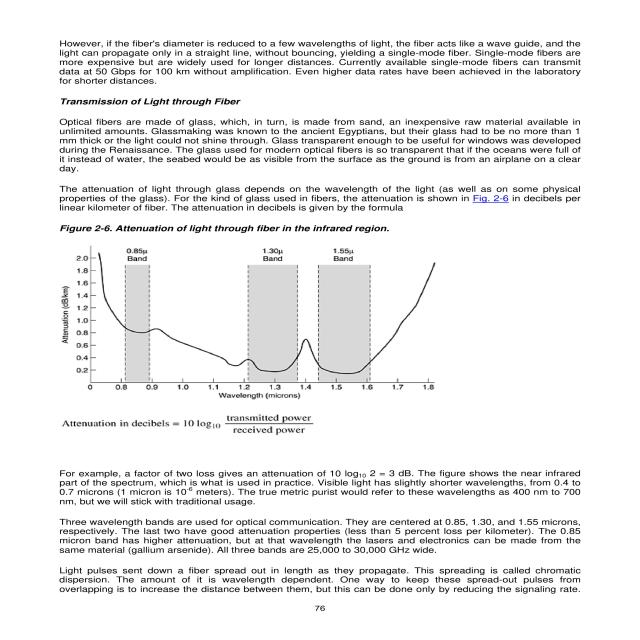 However, if the fiber's diameter is reduced to a few wavelengths of light, the fiber acts like a wave guide, and the
light can propagate only in a straight line, without bouncing, yielding a single-mode fiber. Single-mode fibers are
more expensive but are widely used for longer distances. Currently available single-mode fibers can transmit
data at 50 Gbps for 100 km without amplification. Even higher data rates have been achieved in the laboratory
for shorter distances.
Transmission of Light through Fiber
Optical fibers are made of glass, which, in turn, is made from sand, an inexpensive raw material available in
unlimited amounts. Glassmaking was known to the ancient Egyptians, but their glass had to be no more than 1
mm thick or the light could not shine through. Glass transparent enough to be useful for windows was developed
during the Renaissance. The glass used for modern optical fibers is so transparent that if the oceans were full of
it instead of water, the seabed would be as visible from the surface as the ground is from an airplane on a clear
day.
The attenuation of light through glass depends on the wavelength of the light (as well as on some physical
properties of the glass). For the kind of glass used in fibers, the attenuation is shown in Fig. 2-6 in decibels per
linear kilometer of fiber. The attenuation in decibels is given by the formula
Figure 2-6. Attenuation of light through fiber in the infrared region.
0.85μ 1.30μ 1.55μ
Band Band Band
2.0
1.8
1.6
1.4
1.2
1.0
0.8
0.6
0.4
0.2
Attenuation (dB/km)
0 0.8 0.9 1.0 1.1 1.2 1.3 1.4 1.5 1.6 1.7 1.8
Wavelength (microns)
Attenuation in decibels = 10 log10 transmitted power
received power
For example, a factor of two loss gives an attenuation of 10 log10 2 = 3 dB. The figure shows the near infrared
part of the spectrum, which is what is used in practice. Visible light has slightly shorter wavelengths, from 0.4 to
0.7 microns (1 micron is 10-6 meters). The true metric purist would refer to these wavelengths as 400 nm to 700
nm, but we will stick with traditional usage.
Three wavelength bands are used for optical communication. They are centered at 0.85, 1.30, and 1.55 microns,
respectively. The last two have good attenuation properties (less than 5 percent loss per kilometer). The 0.85
micron band has higher attenuation, but at that wavelength the lasers and electronics can be made from the
same material (gallium arsenide). All three bands are 25,000 to 30,000 GHz wide.
Light pulses sent down a fiber spread out in length as they propagate. This spreading is called chromatic
dispersion. The amount of it is wavelength dependent. One way to keep these spread-out pulses from
overlapping is to increase the distance between them, but this can be done only by reducing the signaling rate.
76